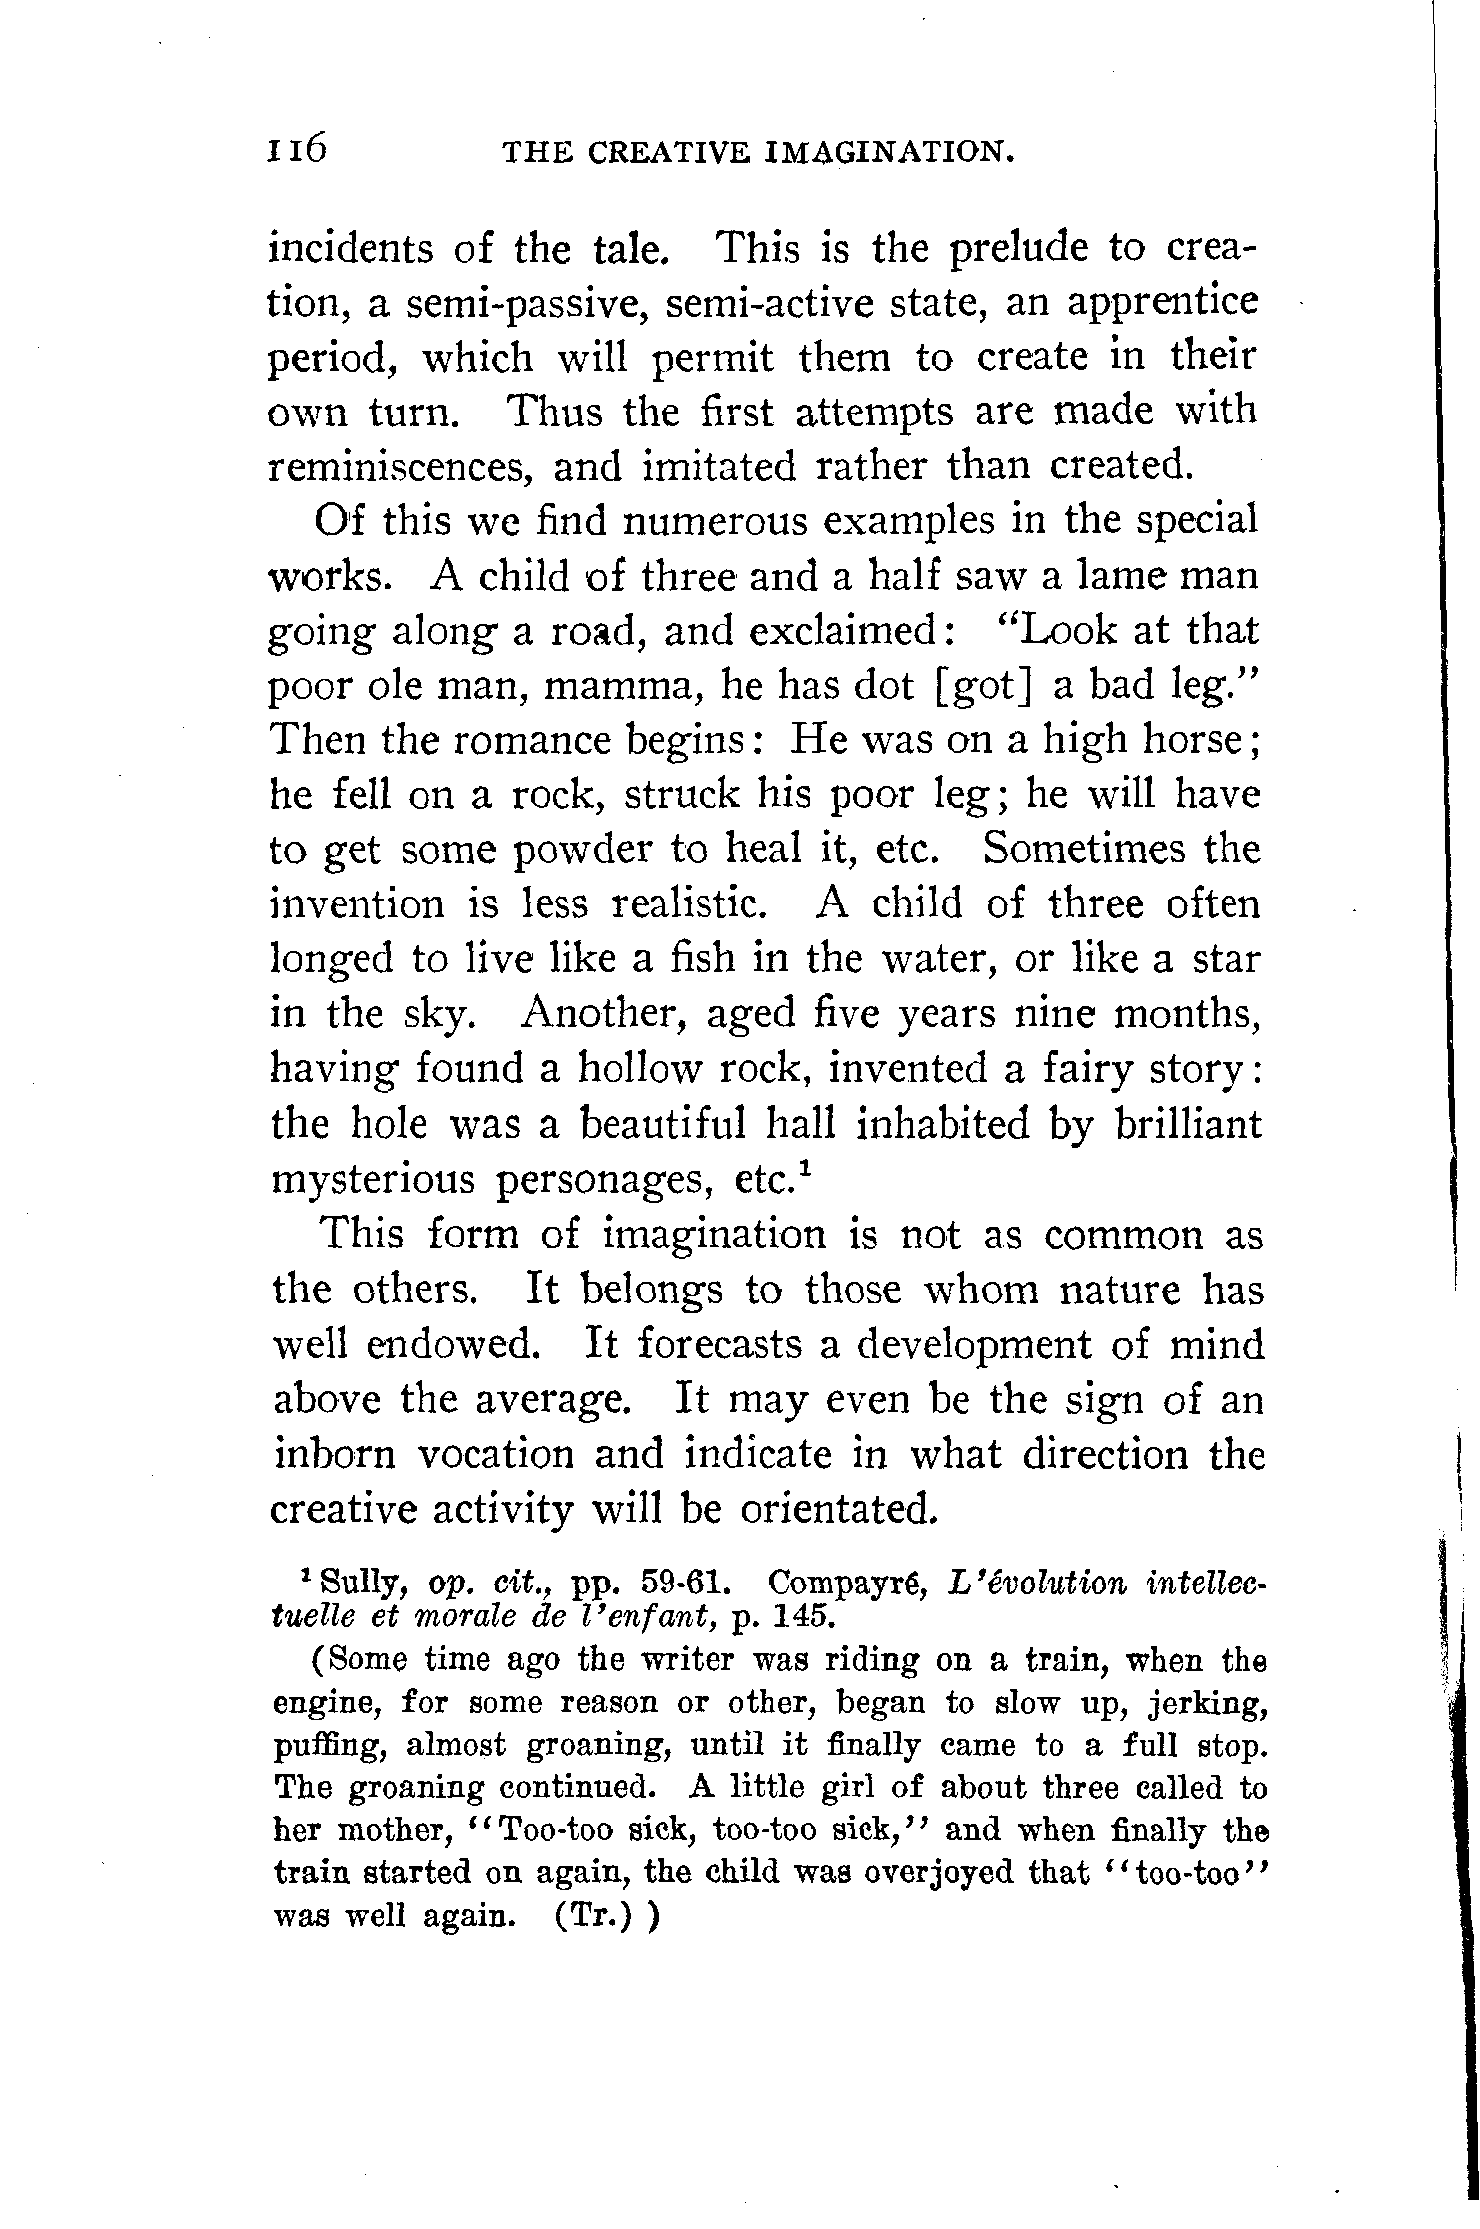 116 THE CREATIVE IMAGINATION.
incidents of the tale. This is the prelude to crea-
tion, a semi-passive, semi-active state, an apprentice
period, which will permit them to create in their
own turn. Thus the first attempts are made with
reminiscences, and imitated rather than created.
Of this we find numerous examples in the special
works. A child of three and a half saw a lame man
going along a road, and exclaimed: "Look at that
poor ole man, mamma, he has dot [got] a bad leg."
Then the romance begins: He was on a high horse;
he fell on a rock, struck his poor leg; he will have
to get some powder to heal it, etc. Sometimes the
invention is less realistic. A child of three often
longed to live like a fish in the water, or like a star
in the sky. Another, aged five years nine months,
having found a hollow rock, invented a fairy story:
the hole was a beautiful hall inhabited by brilliant
mysterious personages, etc.¹
This form of imagination is not as common as
the others. It belongs to those whom nature has
well endowed. It forecasts a development of mind
above the average. It may even be the sign of an
inborn vocation and indicate in what direction the
creative activity will be orientated.
¹ Sully, op. cit., pp. 59-61. Compayré, L'évolution intellec-
tuelle et morale de l'enfant, p. 145.
(Some time ago the writer was riding on a train, when the
engine, for some reason or other, began to slow up, jerking,
puffing, almost groaning, until it finally came to a full stop.
The groaning continued. A little girl of about three called to
her mother, "Too-too sick, too-too sick," and when finally the
train started on again, the child was overjoyed that "too-too"
was well again. (Tr.) )